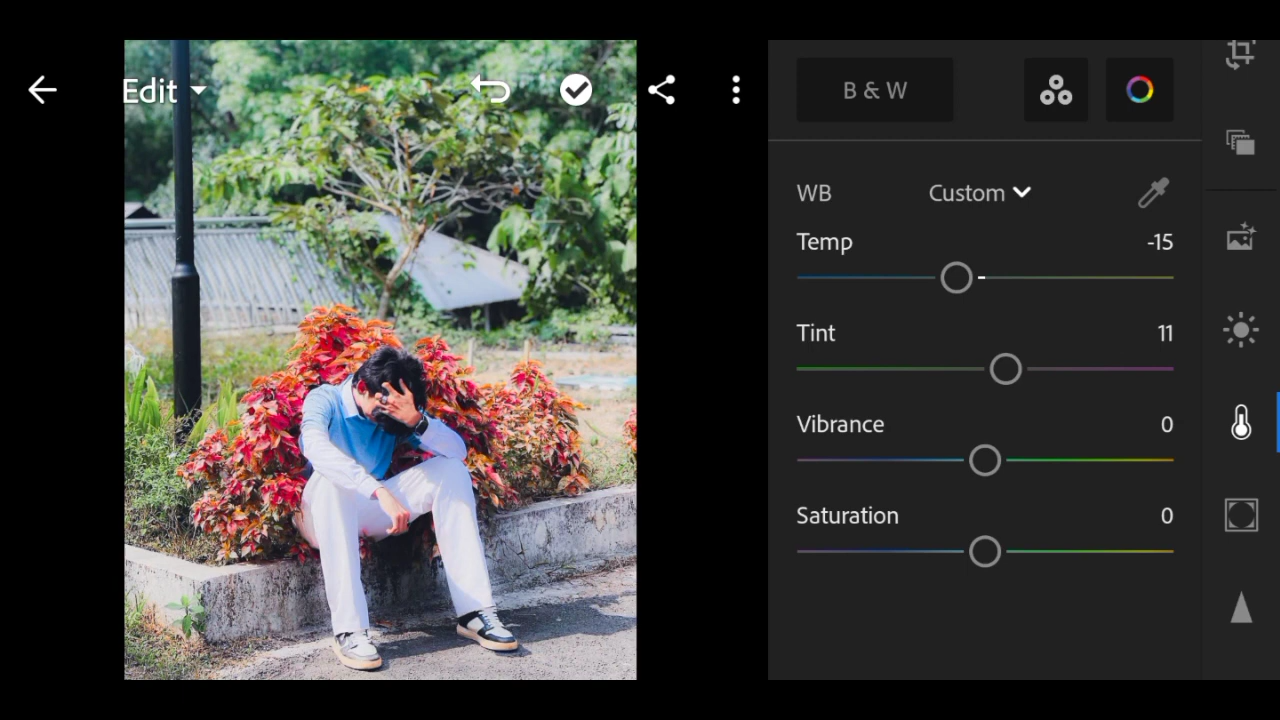 Edit
B & W
WB Custom
Temp -15
Tint 11
Vibrance 0
Saturation 0